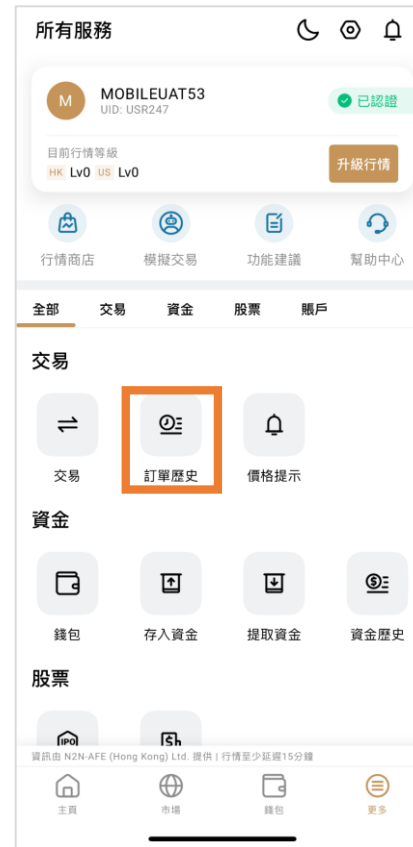 所有服務
M
MOBILEUAT53
UID: USR247
已認證
目前行情等級
HK Lv0 US Lv0
升級行情
行情商店 模擬交易 功能建議 幫助中心
全部 交易 資金 股票 賬戶
交易
交易 訂單歷史 價格提示
資金
錢包 存入資金 提取資金 資金歷史
股票
IPO
資訊由 N2N-AFE (Hong Kong) Ltd. 提供 | 行情至少延遲15分鐘
主頁 市場 錢包 更多